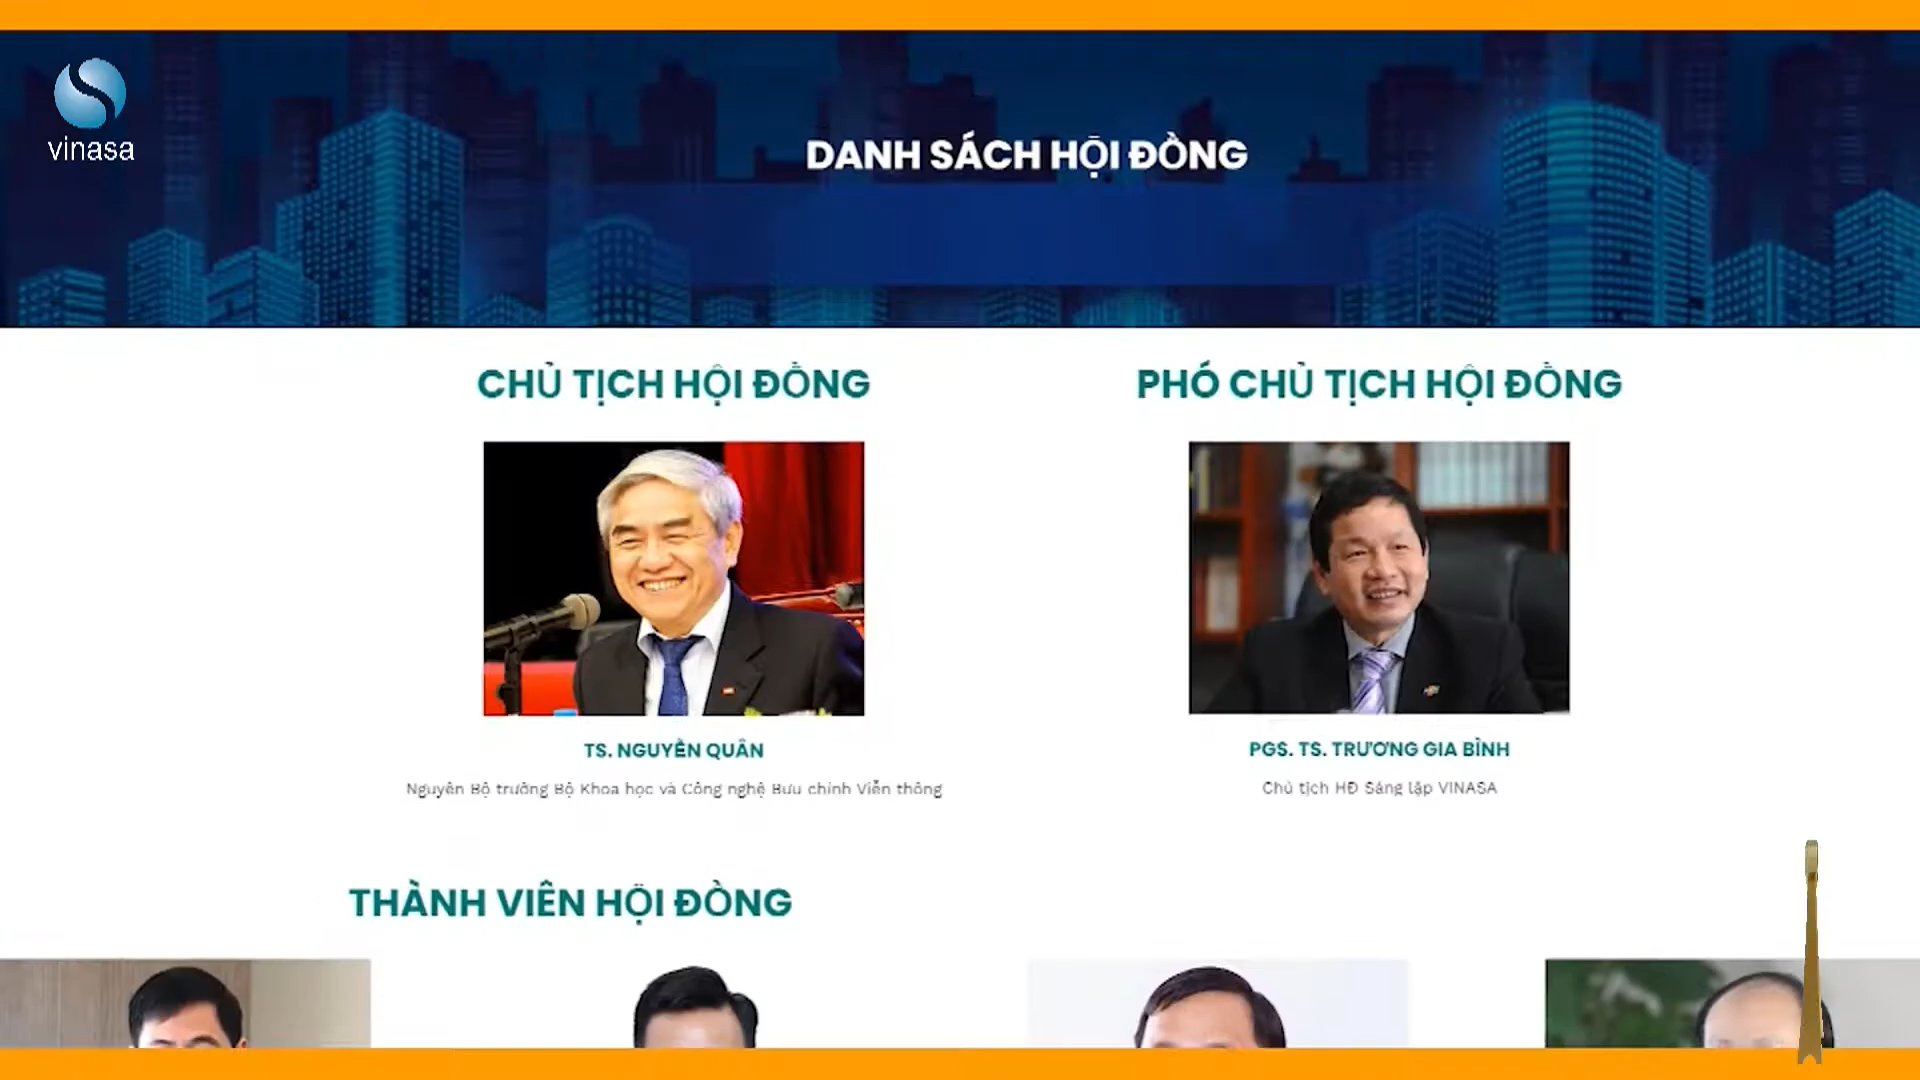 vinasa
DANH SÁCH HỘI ĐỒNG
CHỦ TỊCH HỘI ĐỒNG
PHÓ CHỦ TỊCH HỘI ĐỒNG
TS. NGUYỄN QUÂN
Nguyên Bộ trưởng Bộ Khoa học và Công nghệ Bưu chính Viễn thông
PGS. TS. TRƯƠNG GIA BÌNH
Chủ tịch HĐ Sáng lập VINASA
THÀNH VIÊN HỘI ĐỒNG